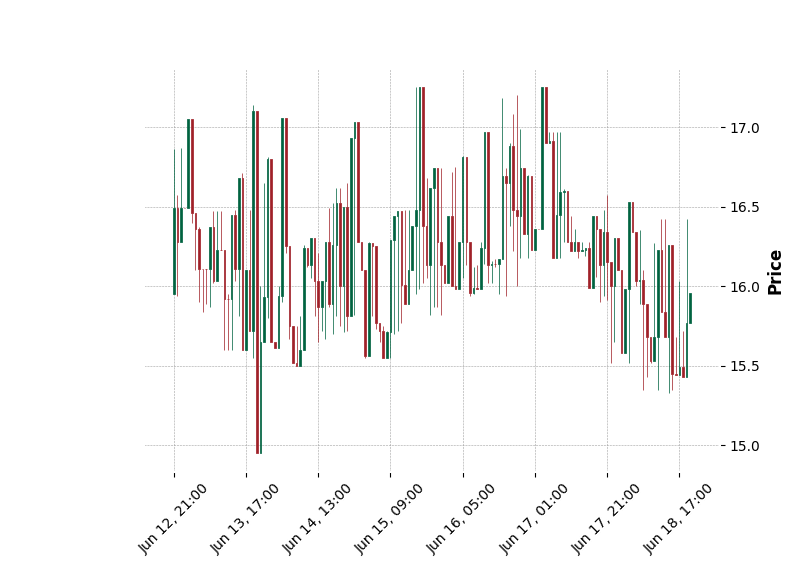 17.0
16.5
16.0
15.5
15.0
Price
Jun 12, 21:00
Jun 13, 17:00
Jun 14, 13:00
Jun 15, 09:00
Jun 16, 05:00
Jun 17, 01:00
Jun 17, 21:00
Jun 18, 17:00